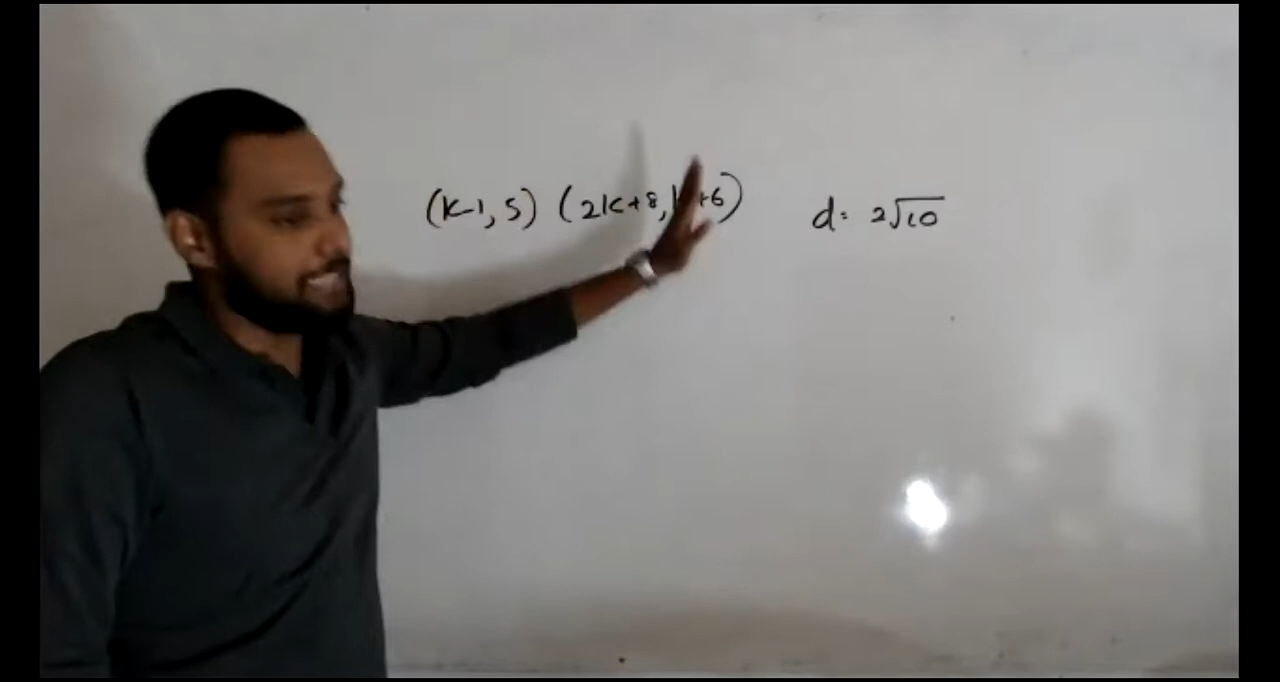 (k-1, 5) (2k+8, k+6) d= 2√10